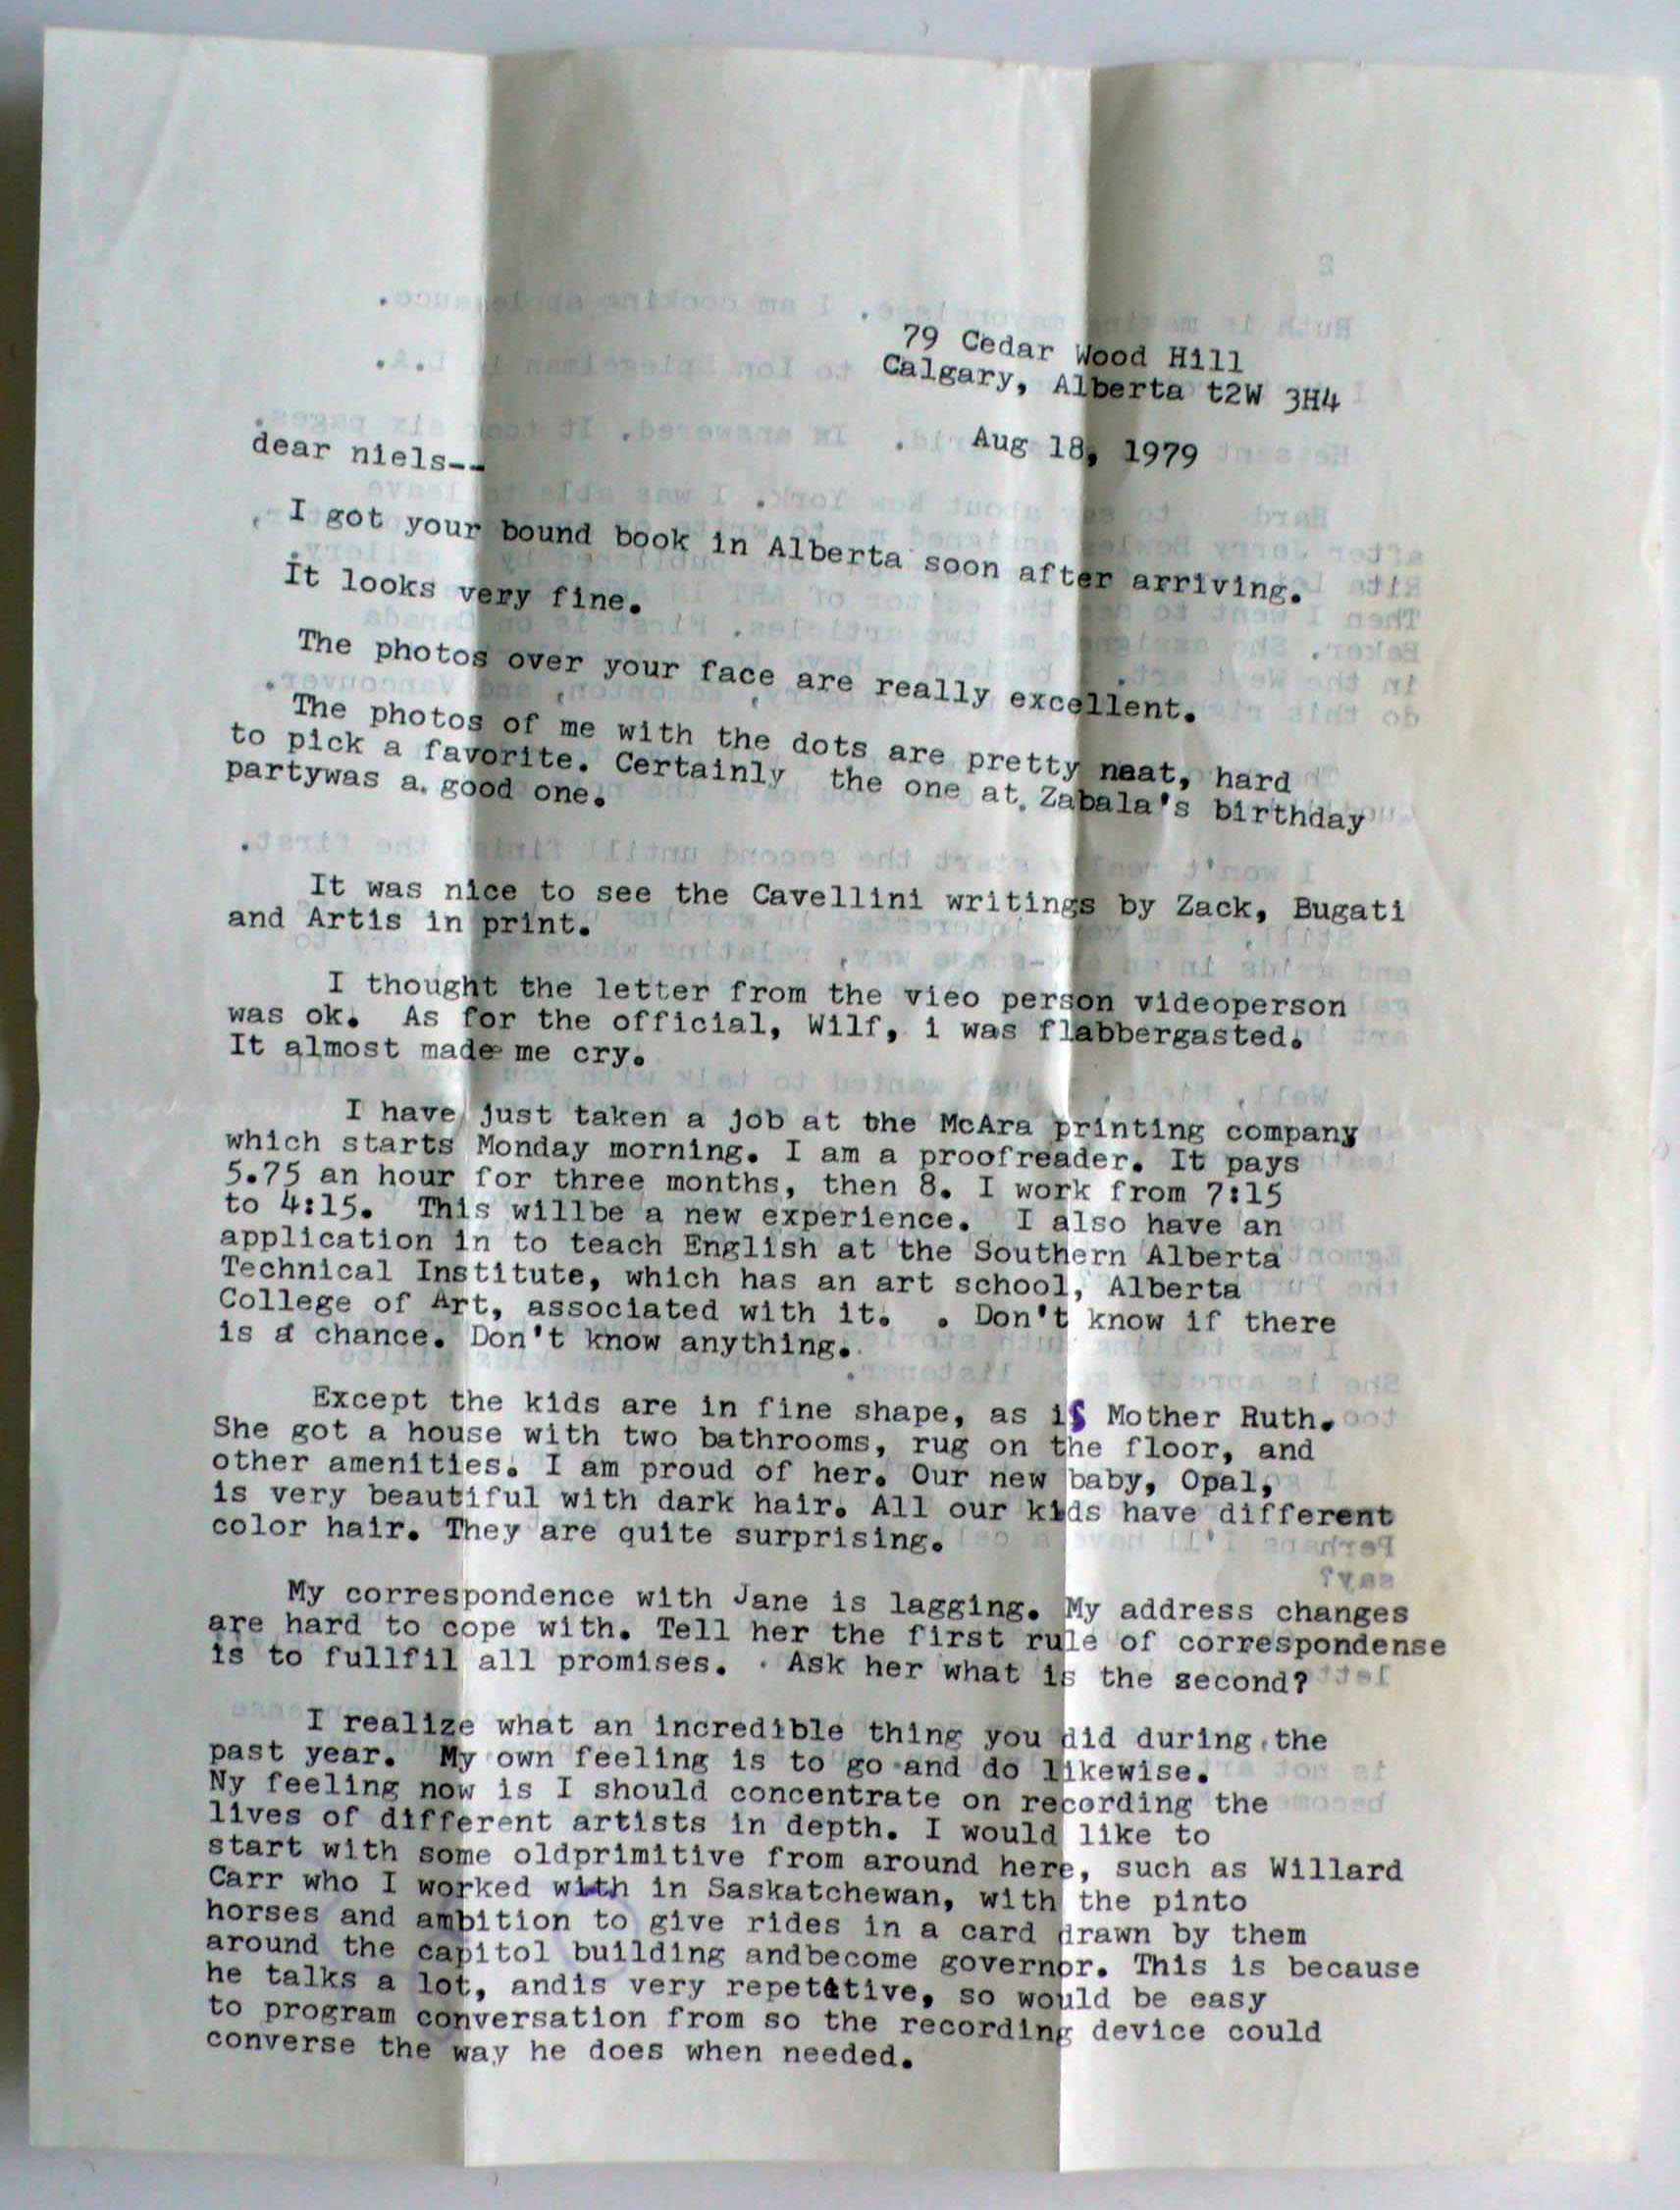 79 Cedar Wood Hill
Calgary, Alberta t2W 3H4
Aug 18, 1979
dear niels--
I got your bound book in Alberta soon after arriving.
It looks very fine.
The photos over your face are really excellent.
The photos of me with the dots are pretty neat, hard
to pick a favorite. Certainly the one at Zabala's birthday
partywas a good one.
It was nice to see the Cavellini writings by Zack, Bugati
and Artis in print.
I thought the letter from the vieo person videoperson
was ok. As for the official, Wilf, i was flabbergasted.
It almost made me cry.
I have just taken a job at the McAra printing company
which starts Monday morning. I am a proofreader. It pays
5.75 an hour for three months, then 8. I work from 7:15
to 4:15. This willbe a new experience. I also have an
application in to teach English at the Southern Alberta
Technical Institute, which has an art school, Alberta
College of Art, associated with it. . Don't know if there
is a chance. Don't know anything.
Except the kids are in fine shape, as is Mother Ruth.
She got a house with two bathrooms, rug on the floor, and
other amenities. I am proud of her. Our new baby, Opal,
is very beautiful with dark hair. All our kids have different
color hair. They are quite surprising.
My correspondence with Jane is lagging. My address changes
are hard to cope with. Tell her the first rule of correspondense
is to fullfil all promises. Ask her what is the second?
I realize what an incredible thing you did during the
past year. My own feeling is to go and do likewise.
Ny feeling now is I should concentrate on recording the
lives of different artists in depth. I would like to
start with some oldprimitive from around here, such as Willard
Carr who I worked with in Saskatchewan, with the pinto
horses and ambition to give rides in a card drawn by them
around the capitol building andbecome governor. This is because
he talks a lot, andis very repetative, so would be easy
to program conversation from so the recording device could
converse the way he does when needed.